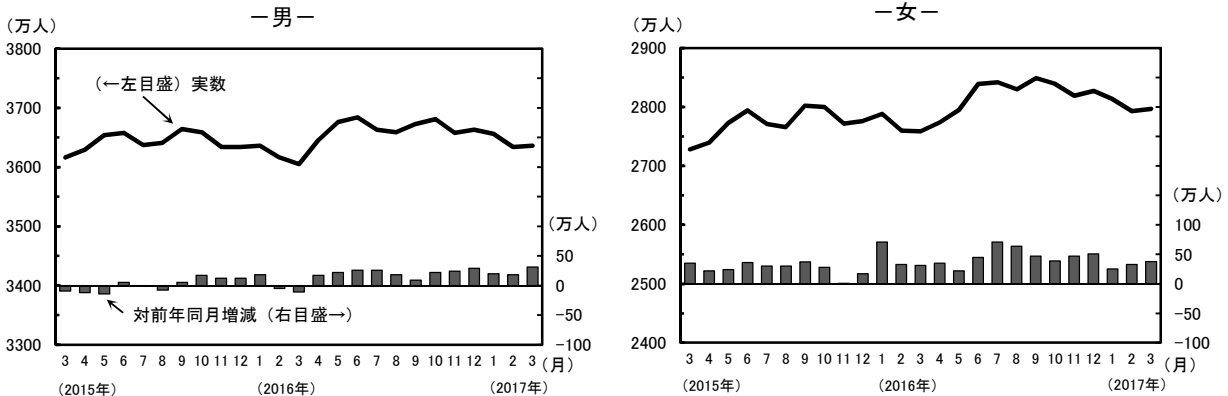 －男－
（万人）
3800
3700
3600
3500
3400
3300
（←左目盛）実数
対前年同月増減（右目盛→）
（万人）
50
0
-50
-100
3 4 5 6 7 8 9 10 11 12 1 2 3 4 5 6 7 8 9 10 11 12 1 2 3 （月）
（2015年） （2016年） （2017年）
－女－
（万人）
2900
2800
2700
2600
2500
2400
（万人）
100
50
0
-50
-100
3 4 5 6 7 8 9 10 11 12 1 2 3 4 5 6 7 8 9 10 11 12 1 2 3 （月）
（2015年） （2016年） （2017年）